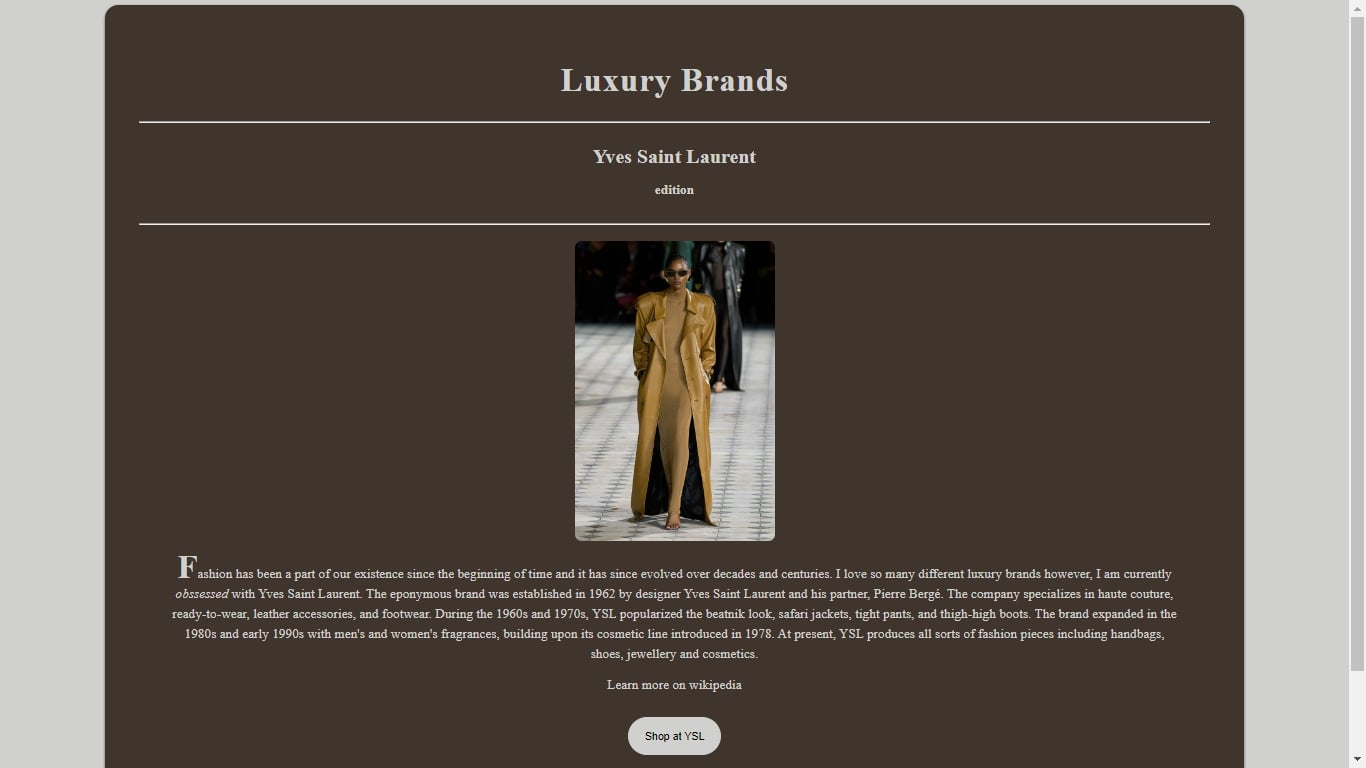 Luxury Brands
Yves Saint Laurent
edition
Fashion has been a part of our existence since the beginning of time and it has since evolved over decades and centuries. I love so many different luxury brands however, I am currently
obssessed with Yves Saint Laurent. The eponymous brand was established in 1962 by designer Yves Saint Laurent and his partner, Pierre Bergé. The company specializes in haute couture,
ready-to-wear, leather accessories, and footwear. During the 1960s and 1970s, YSL popularized the beatnik look, safari jackets, tight pants, and thigh-high boots. The brand expanded in the
1980s and early 1990s with men's and women's fragrances, building upon its cosmetic line introduced in 1978. At present, YSL produces all sorts of fashion pieces including handbags,
shoes, jewellery and cosmetics.
Learn more on wikipedia
Shop at YSL